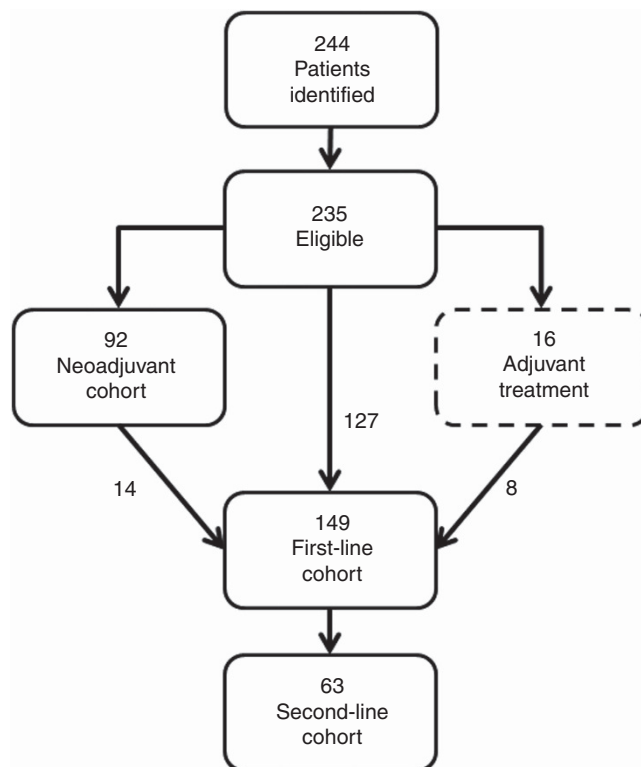 244
Patients
identified
235
Eligible
92
Neoadjuvant
cohort
16
Adjuvant
treatment
127
14
8
149
First-line
cohort
63
Second-line
cohort